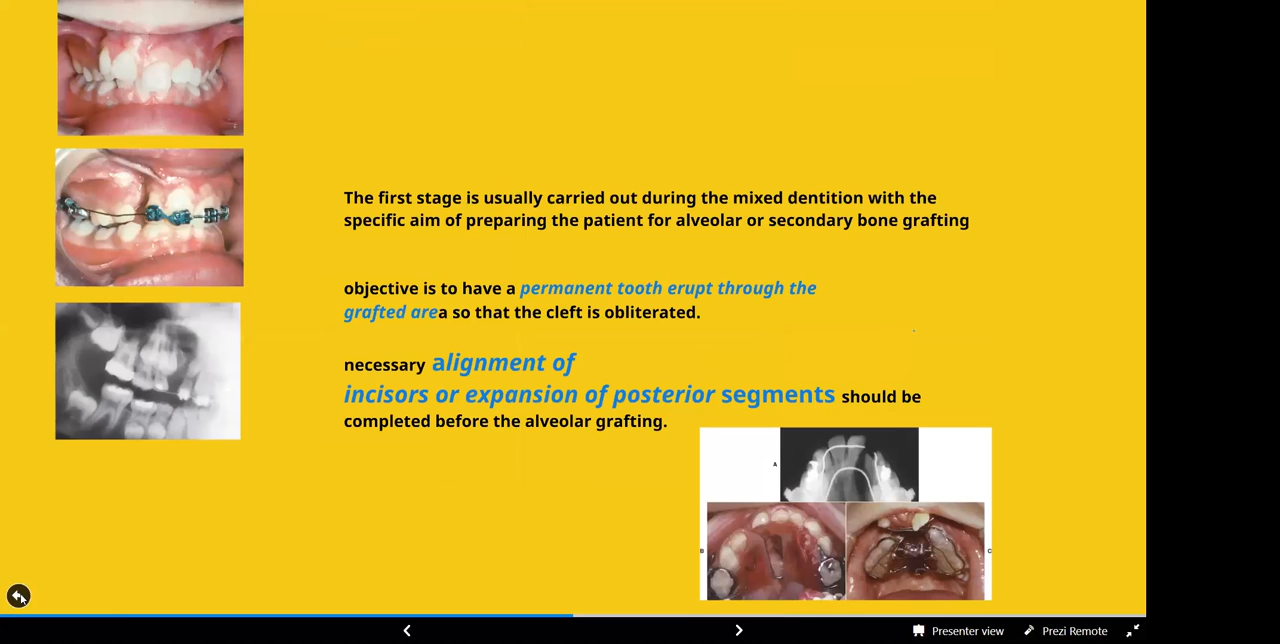 The first stage is usually carried out during the mixed dentition with the
specific aim of preparing the patient for alveolar or secondary bone grafting
objective is to have a permanent tooth erupt through the
grafted area so that the cleft is obliterated.
necessary alignment of
incisors or expansion of posterior segments should be
completed before the alveolar grafting.
A
B
C
Presenter view
Prezi Remote